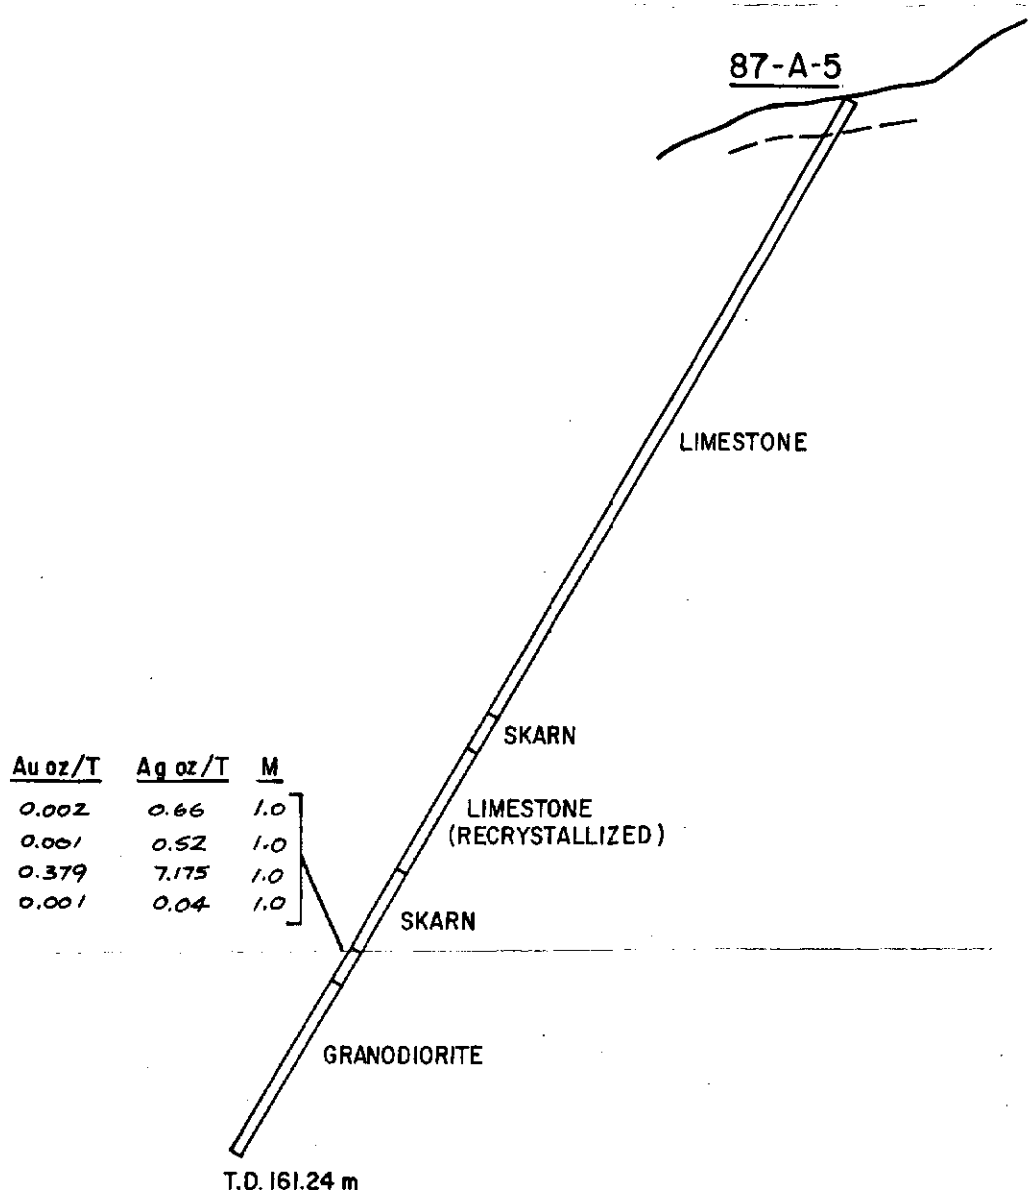 87-A-5
LIMESTONE
SKARN
Au oz/T Ag oz/T M
0.002 0.66 1.0
0.001 0.52 1.0
0.379 7.175 1.0
0.001 0.04 1.0
LIMESTONE
(RECRYSTALLIZED)
SKARN
GRANODIORITE
T.D. 161.24 m